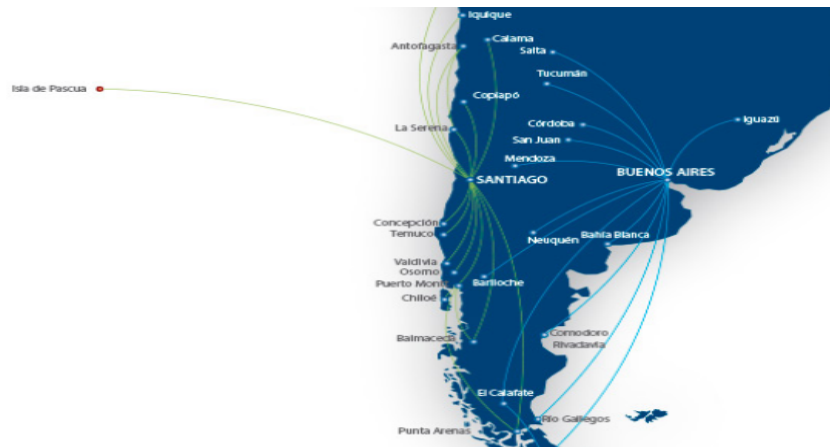 Iquique
Calama
Antofagasta
Salta
Tucumán
Isla de Pascua
Copiapó
Iguazú
La Serena
Córdoba
San Juan
Mendoza
SANTIAGO
BUENOS AIRES
Concepción
Temuco
Neuquén
Bahía Blanca
Valdivia
Osorno
Puerto Montt
Bariloche
Chiloé
Balmaceda
Comodoro
Rivadavia
El Calafate
Río Gallegos
Punta Arenas